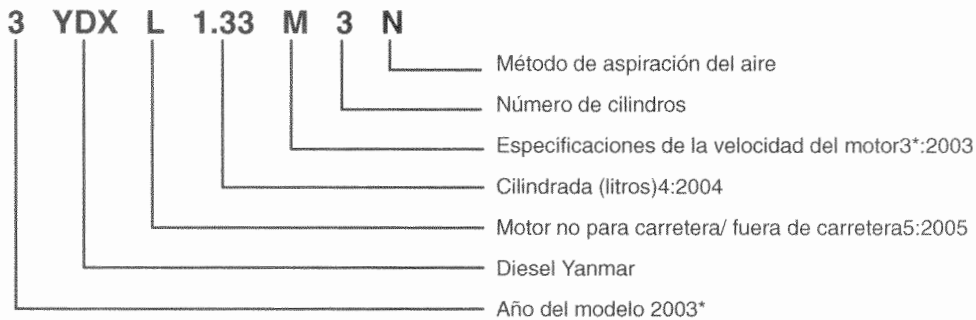 3 YDX L 1.33 M 3 N
Método de aspiración del aire
Número de cilindros
Especificaciones de la velocidad del motor3*:2003
Cilindrada (litros)4:2004
Motor no para carretera/ fuera de carretera5:2005
Diesel Yanmar
Año del modelo 2003*